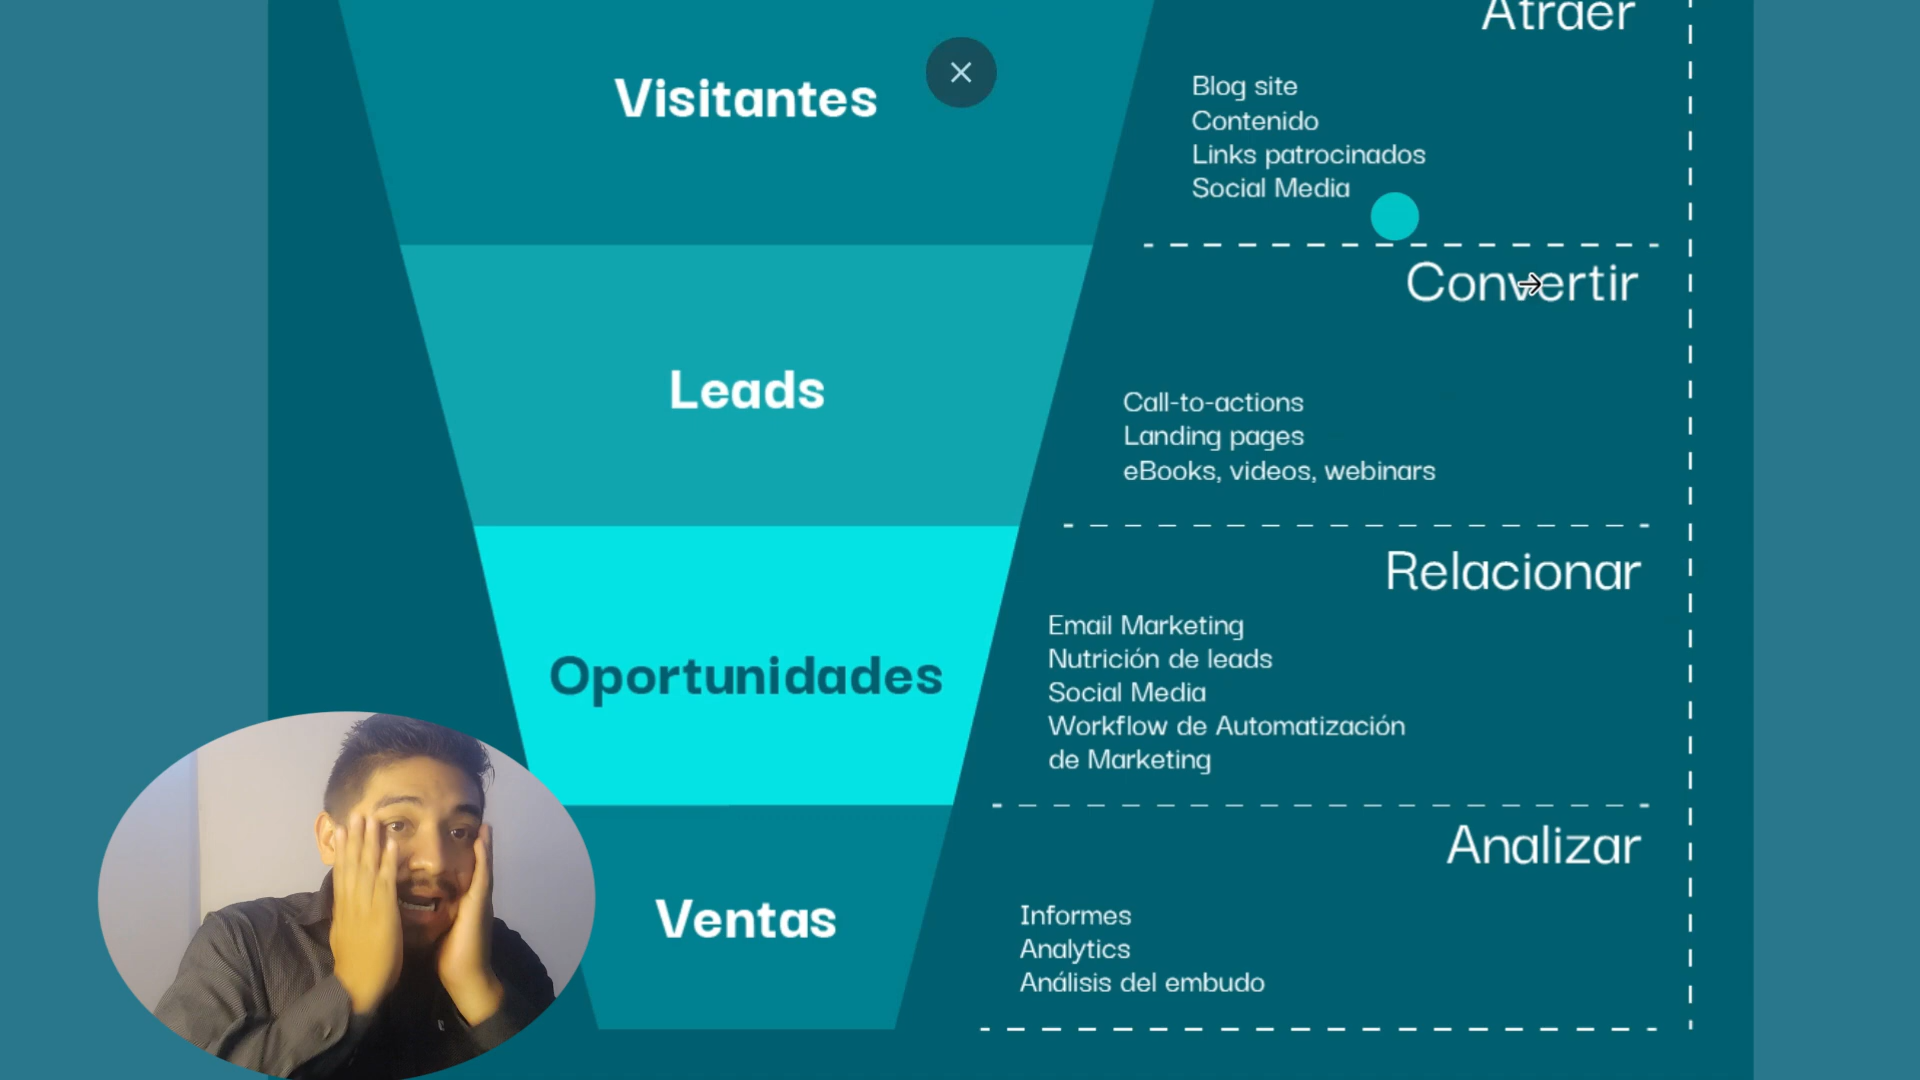 Atraer
Visitantes
Blog site
Contenido
Links patrocinados
Social Media
Convertir
Leads
Call-to-actions
Landing pages
eBooks, videos, webinars
Relacionar
Oportunidades
Email Marketing
Nutrición de leads
Social Media
Workflow de Automatización
de Marketing
Analizar
Ventas
Informes
Analytics
Análisis del embudo